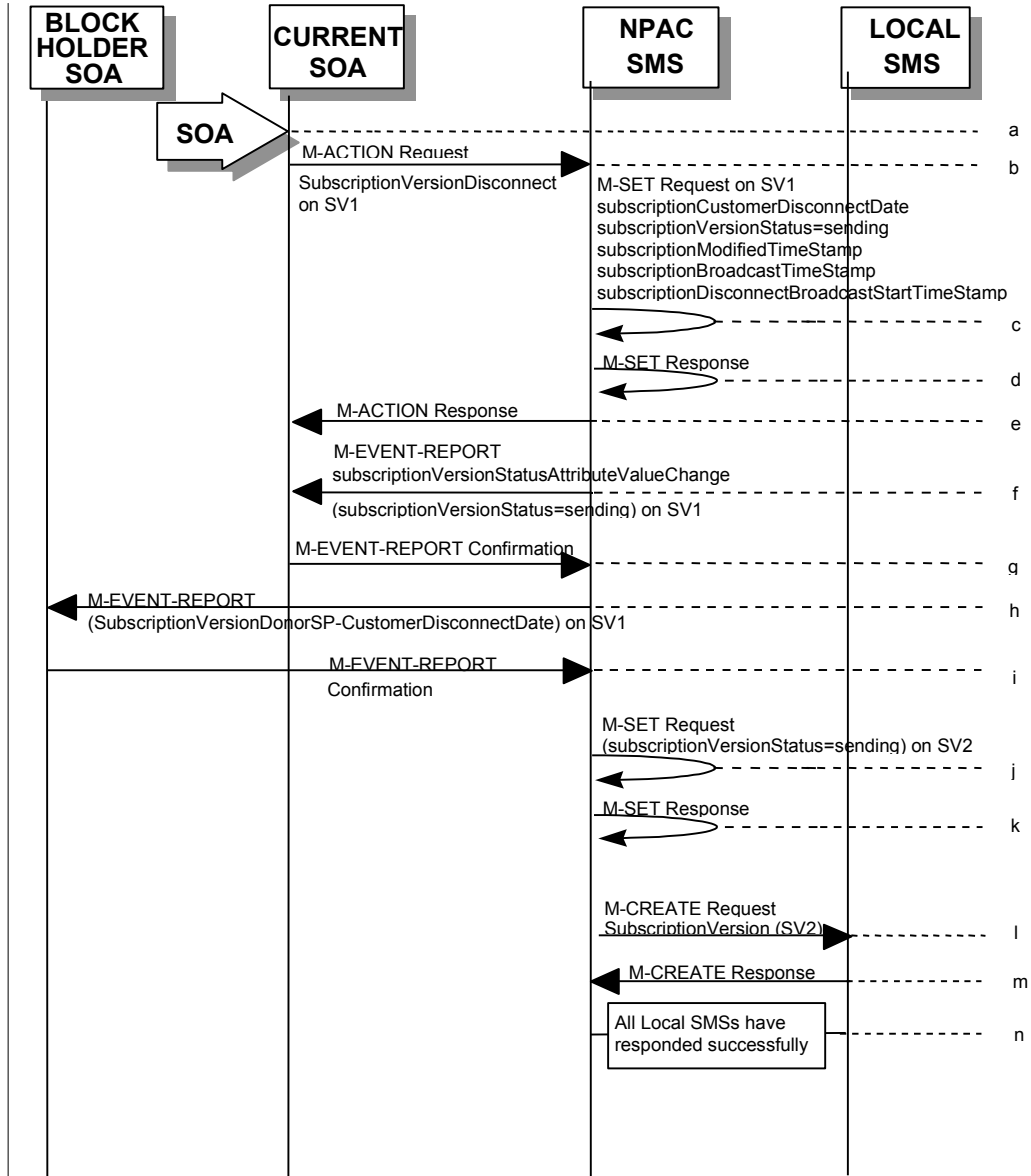 BLOCK
HOLDER
SOA
CURRENT
SOA
NPAC
SMS
LOCAL
SMS
SOA
a
M-ACTION Request
b
SubscriptionVersionDisconnect
on SV1
M-SET Request on SV1
subscriptionCustomerDisconnectDate
subscriptionVersionStatus=sending
subscriptionModifiedTimeStamp
subscriptionBroadcastTimeStamp
subscriptionDisconnectBroadcastStartTimeStamp
c
M-SET Response
d
M-ACTION Response
e
M-EVENT-REPORT
subscriptionVersionStatusAttributeValueChange
f
(subscriptionVersionStatus=sending) on SV1
M-EVENT-REPORT Confirmation
g
M-EVENT-REPORT
h
(SubscriptionVersionDonorSP-CustomerDisconnectDate) on SV1
M-EVENT-REPORT
i
Confirmation
M-SET Request
(subscriptionVersionStatus=sending) on SV2
j
M-SET Response
k
M-CREATE Request
SubscriptionVersion (SV2)
l
M-CREATE Response
m
All Local SMSs have
responded successfully
n